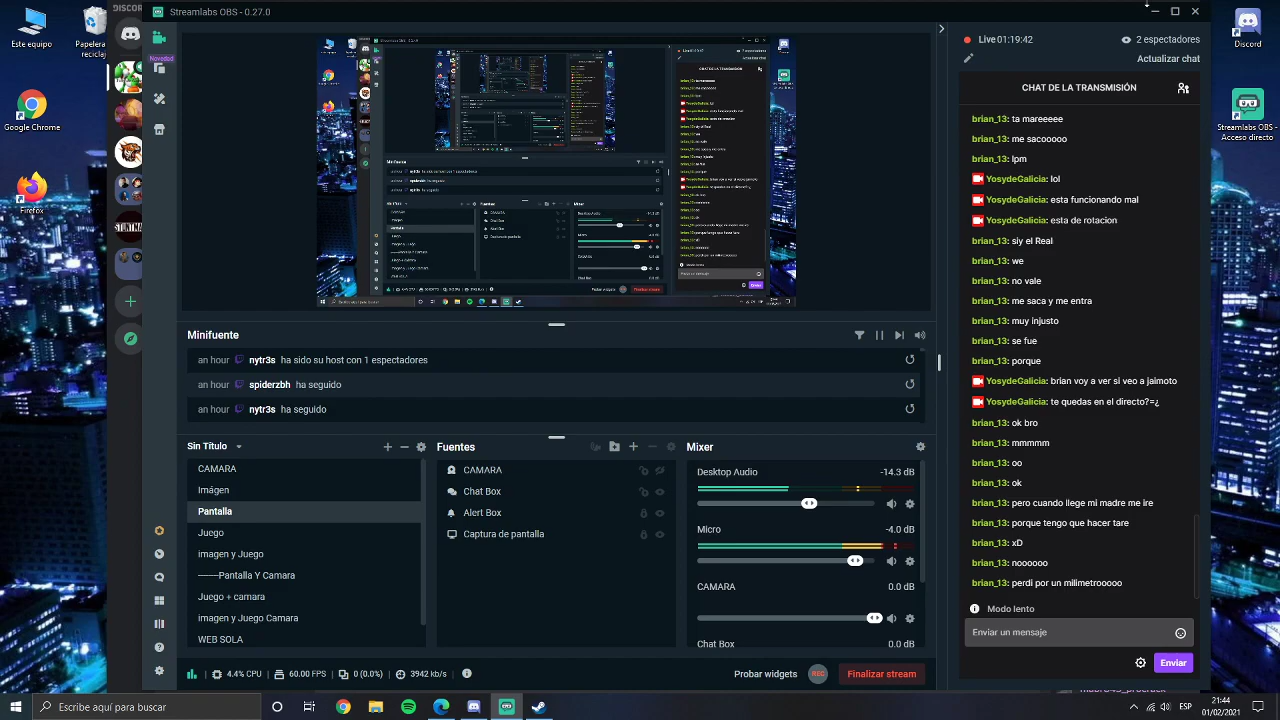 Este equipo
Papelera
recicla
Google Chrome
Firefox
Discord
Streamlabs OBS -
Acceso directo
DISCORD
Streamlabs OBS - 0.27.0
Novedad
Live 01:19:42
2 espectadores
Actualizar chat
CHAT DE LA TRANSMISIÓN
brian_13: ta mareeeee
brian_13: me sacooooo
brian_13: lpm
YosydeGalicia: lol
YosydeGalicia: esta funcionando mal
YosydeGalicia: esta de rotacion
brian_13: siy el Real
brian_13: we
brian_13: no vale
brian_13: me saca y me entra
brian_13: muy injusto
brian_13: se fue
brian_13: porque
YosydeGalicia: brian voy a ver si veo a jaimoto
YosydeGalicia: te quedas en el directo?=¿
brian_13: ok bro
brian_13: mmmmm
brian_13: oo
brian_13: ok
brian_13: pero cuando llege mi madre me ire
brian_13: porque tengo que hacer tare
brian_13: xD
brian_13: noooooo
brian_13: perdi por un milimetrooooo
Modo lento
Enviar un mensaje
Enviar
Minifuente
an hour nytr3s ha sido su host con 1 espectadores
an hour spiderzbh ha seguido
an hour nytr3s ha seguido
Sin Título
CAMARA
Imágen
Pantalla
Juego
imagen y Juego
-------Pantalla Y Camara
Juego + camara
imagen y Juego Camara
WEB SOLA
Fuentes
CAMARA
Chat Box
Alert Box
Captura de pantalla
Mixer
Desktop Audio -14.3 dB
Micro -4.0 dB
CAMARA 0.0 dB
Chat Box 0.0 dB
4.4% CPU 60.00 FPS 0 (0.0%) 3942 kb/s
Probar widgets
REC
Finalizar stream
Escribe aquí para buscar
ESP
21:44
01/02/2021